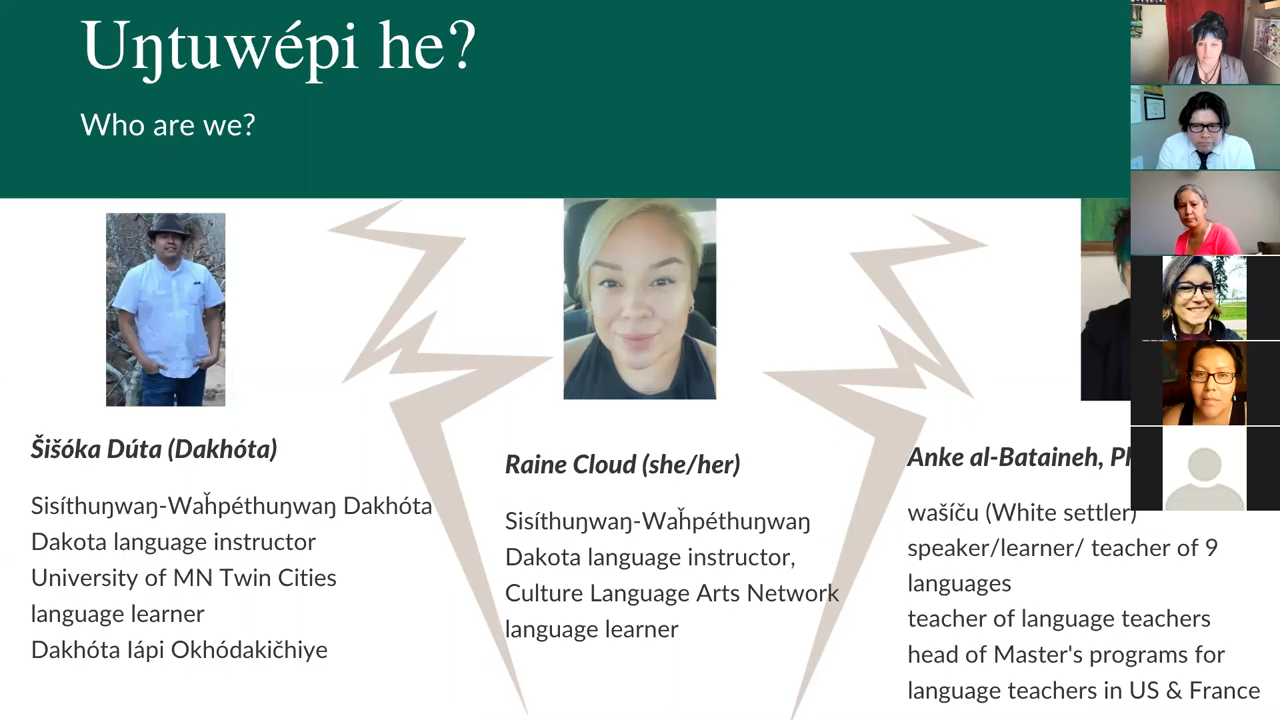 Uŋtuwépi he?
Who are we?
Šišóka Dúta (Dakhóta)
Sisíthuŋwaŋ-Waȟpéthuŋwaŋ Dakhóta
Dakota language instructor
University of MN Twin Cities
language learner
Dakhóta Iápi Okhódakičhiye
Raine Cloud (she/her)
Sisíthuŋwaŋ-Waȟpéthuŋwaŋ
Dakota language instructor,
Culture Language Arts Network
language learner
Anke al-Bataineh,
wašíču (White settler)
speaker/learner/ teacher of 9
languages
teacher of language teachers
head of Master's programs for
language teachers in US & France